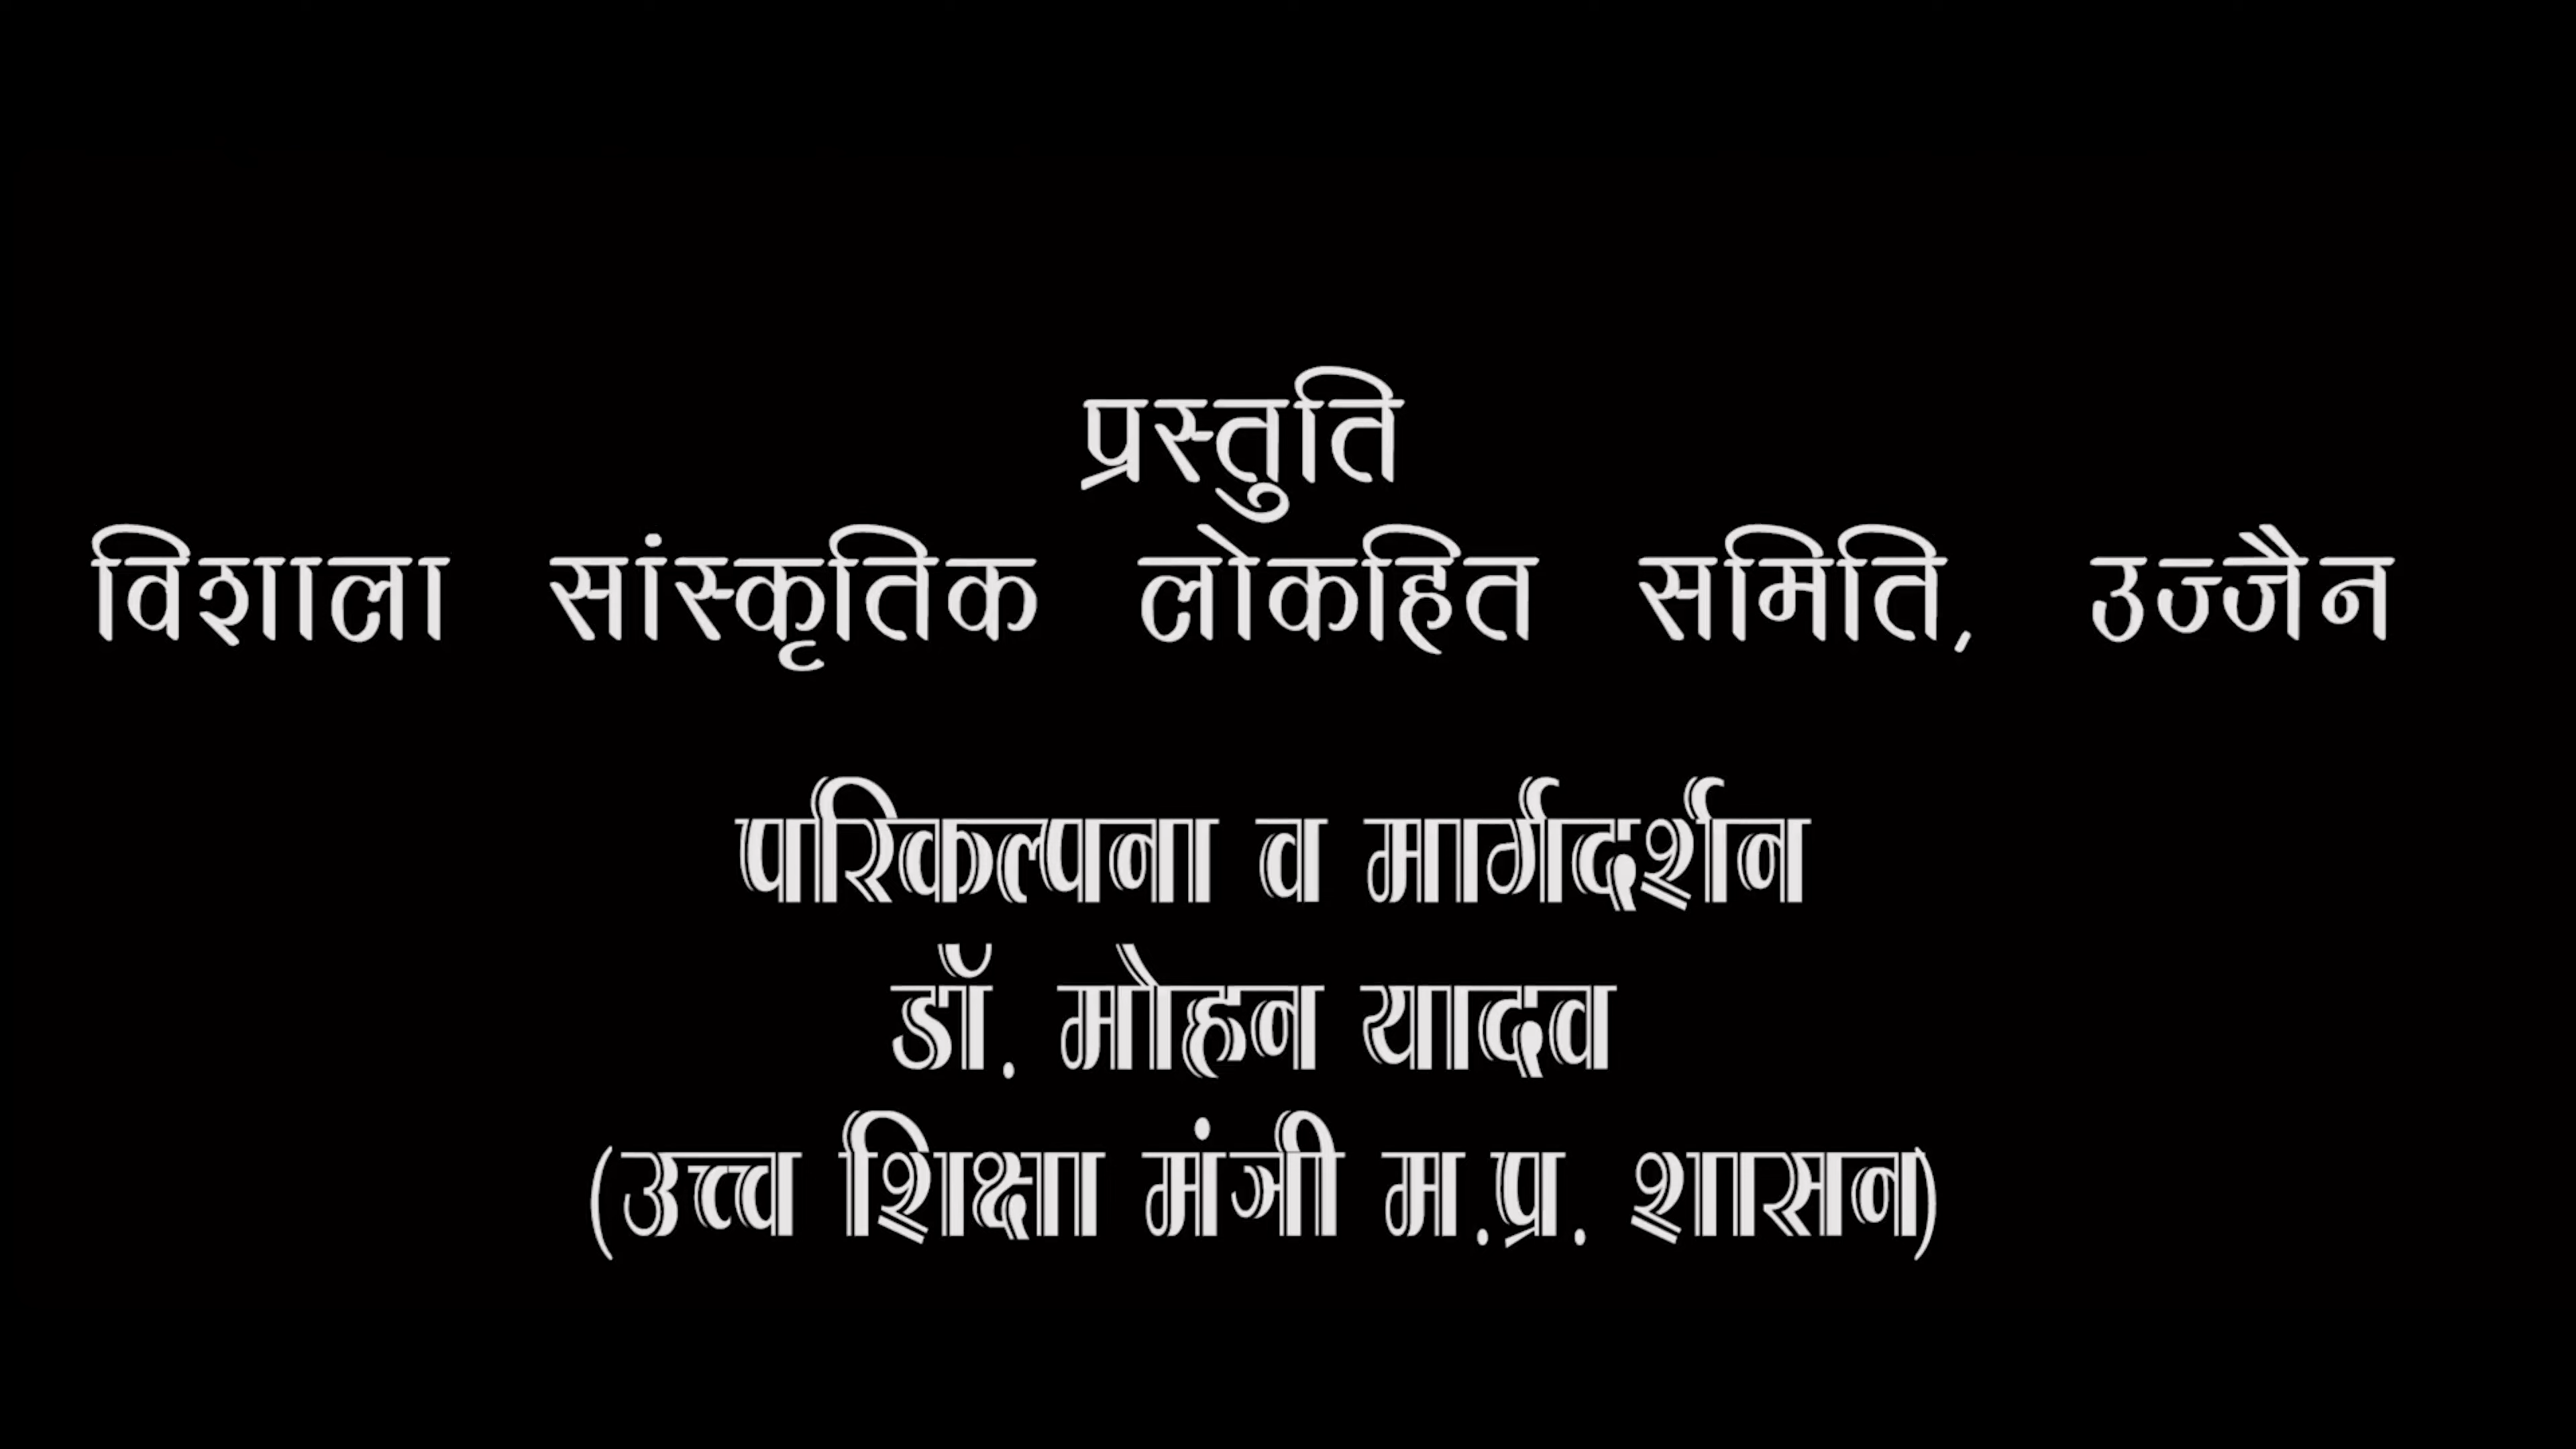 प्रस्तुति
विशाला सांस्कृतिक लोकहित समिति, उज्जैन
परिकल्पना व मार्गदर्शन
डॉ. मोहन यादव
(उच्च शिक्षा मंत्री म.प्र. शासन)